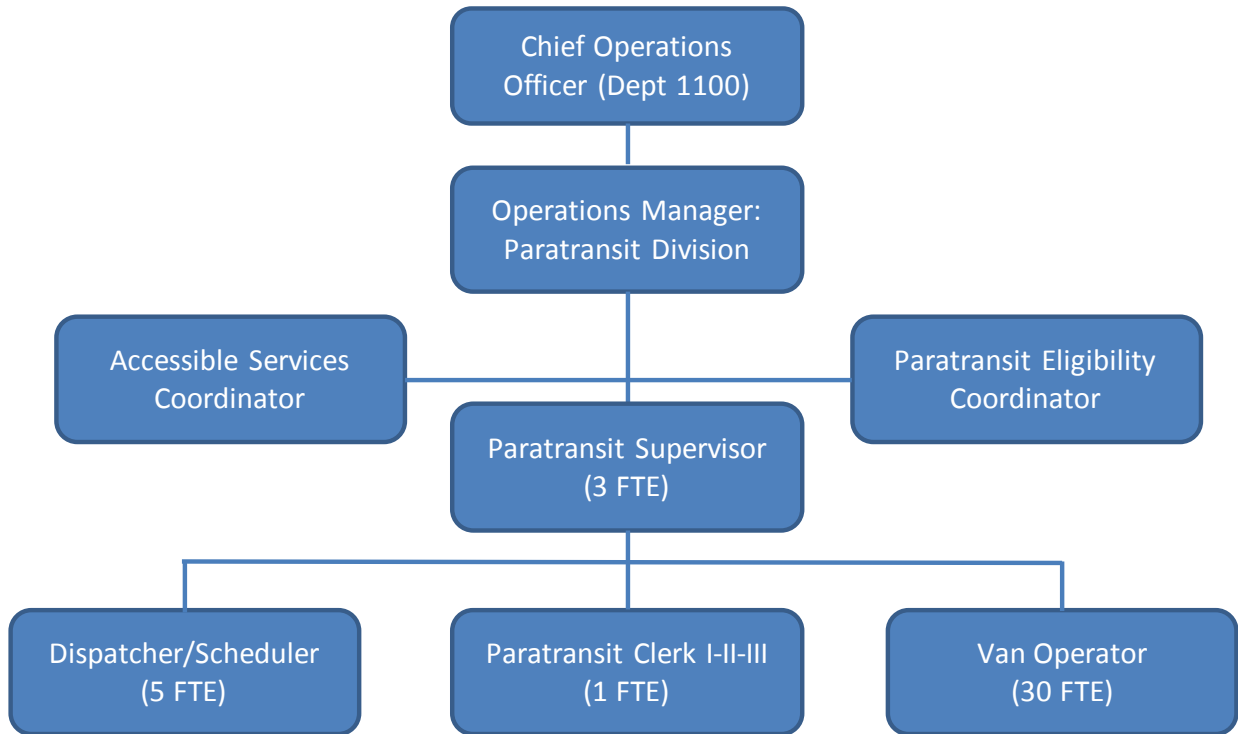 Chief Operations
Officer (Dept 1100)
Operations Manager:
Paratransit Division
Accessible Services
Coordinator
Paratransit Eligibility
Coordinator
Paratransit Supervisor
(3 FTE)
Dispatcher/Scheduler
(5 FTE)
Paratransit Clerk I-II-III
(1 FTE)
Van Operator
(30 FTE)